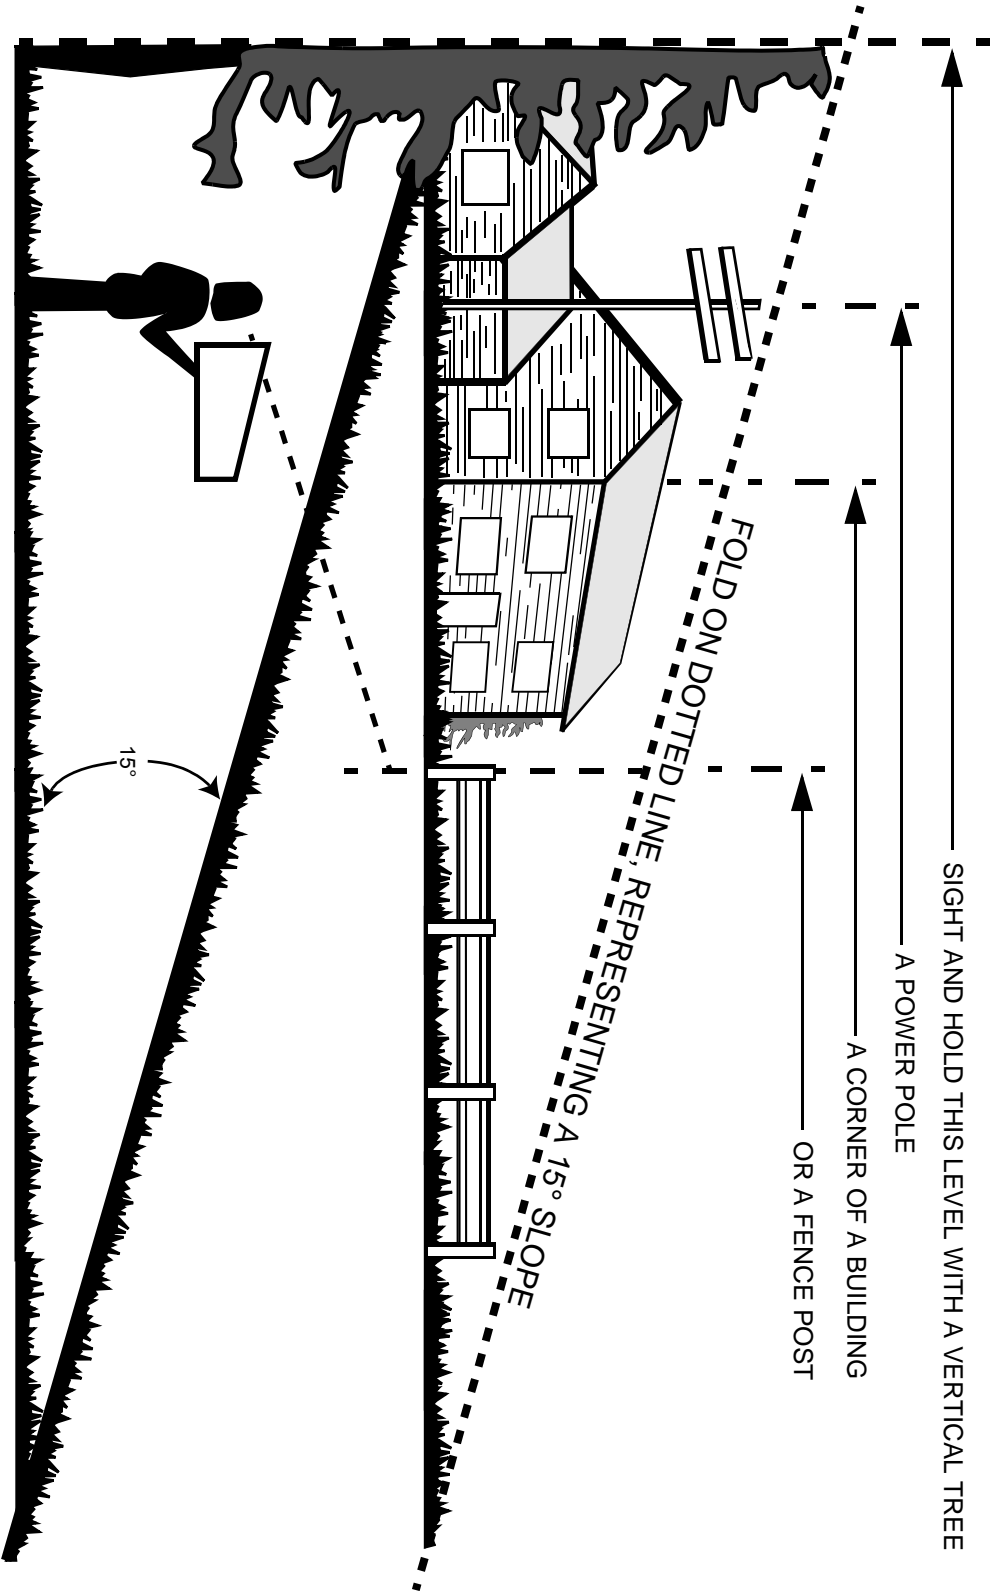 SIGHT AND HOLD THIS LEVEL WITH A VERTICAL TREE
A POWER POLE
A CORNER OF A BUILDING
OR A FENCE POST
FOLD ON DOTTED LINE, REPRESENTING A 15° SLOPE
15°